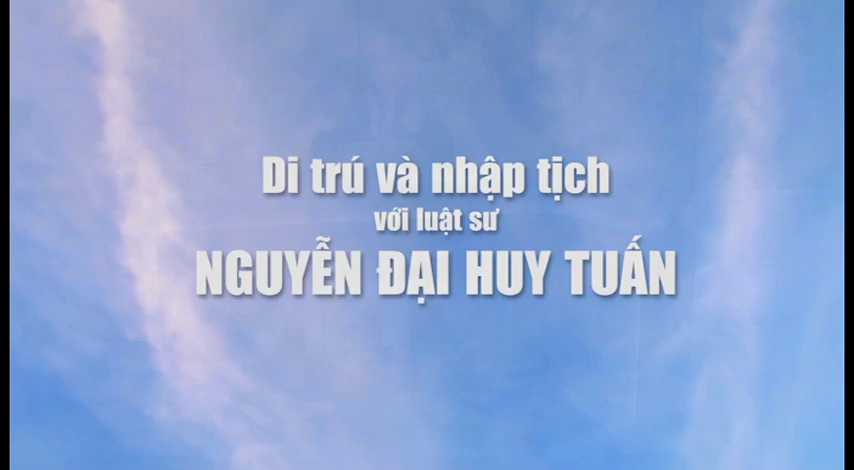 Di trú và nhập tịch
với luật sư
NGUYỄN ĐẠI HUY TUẤN